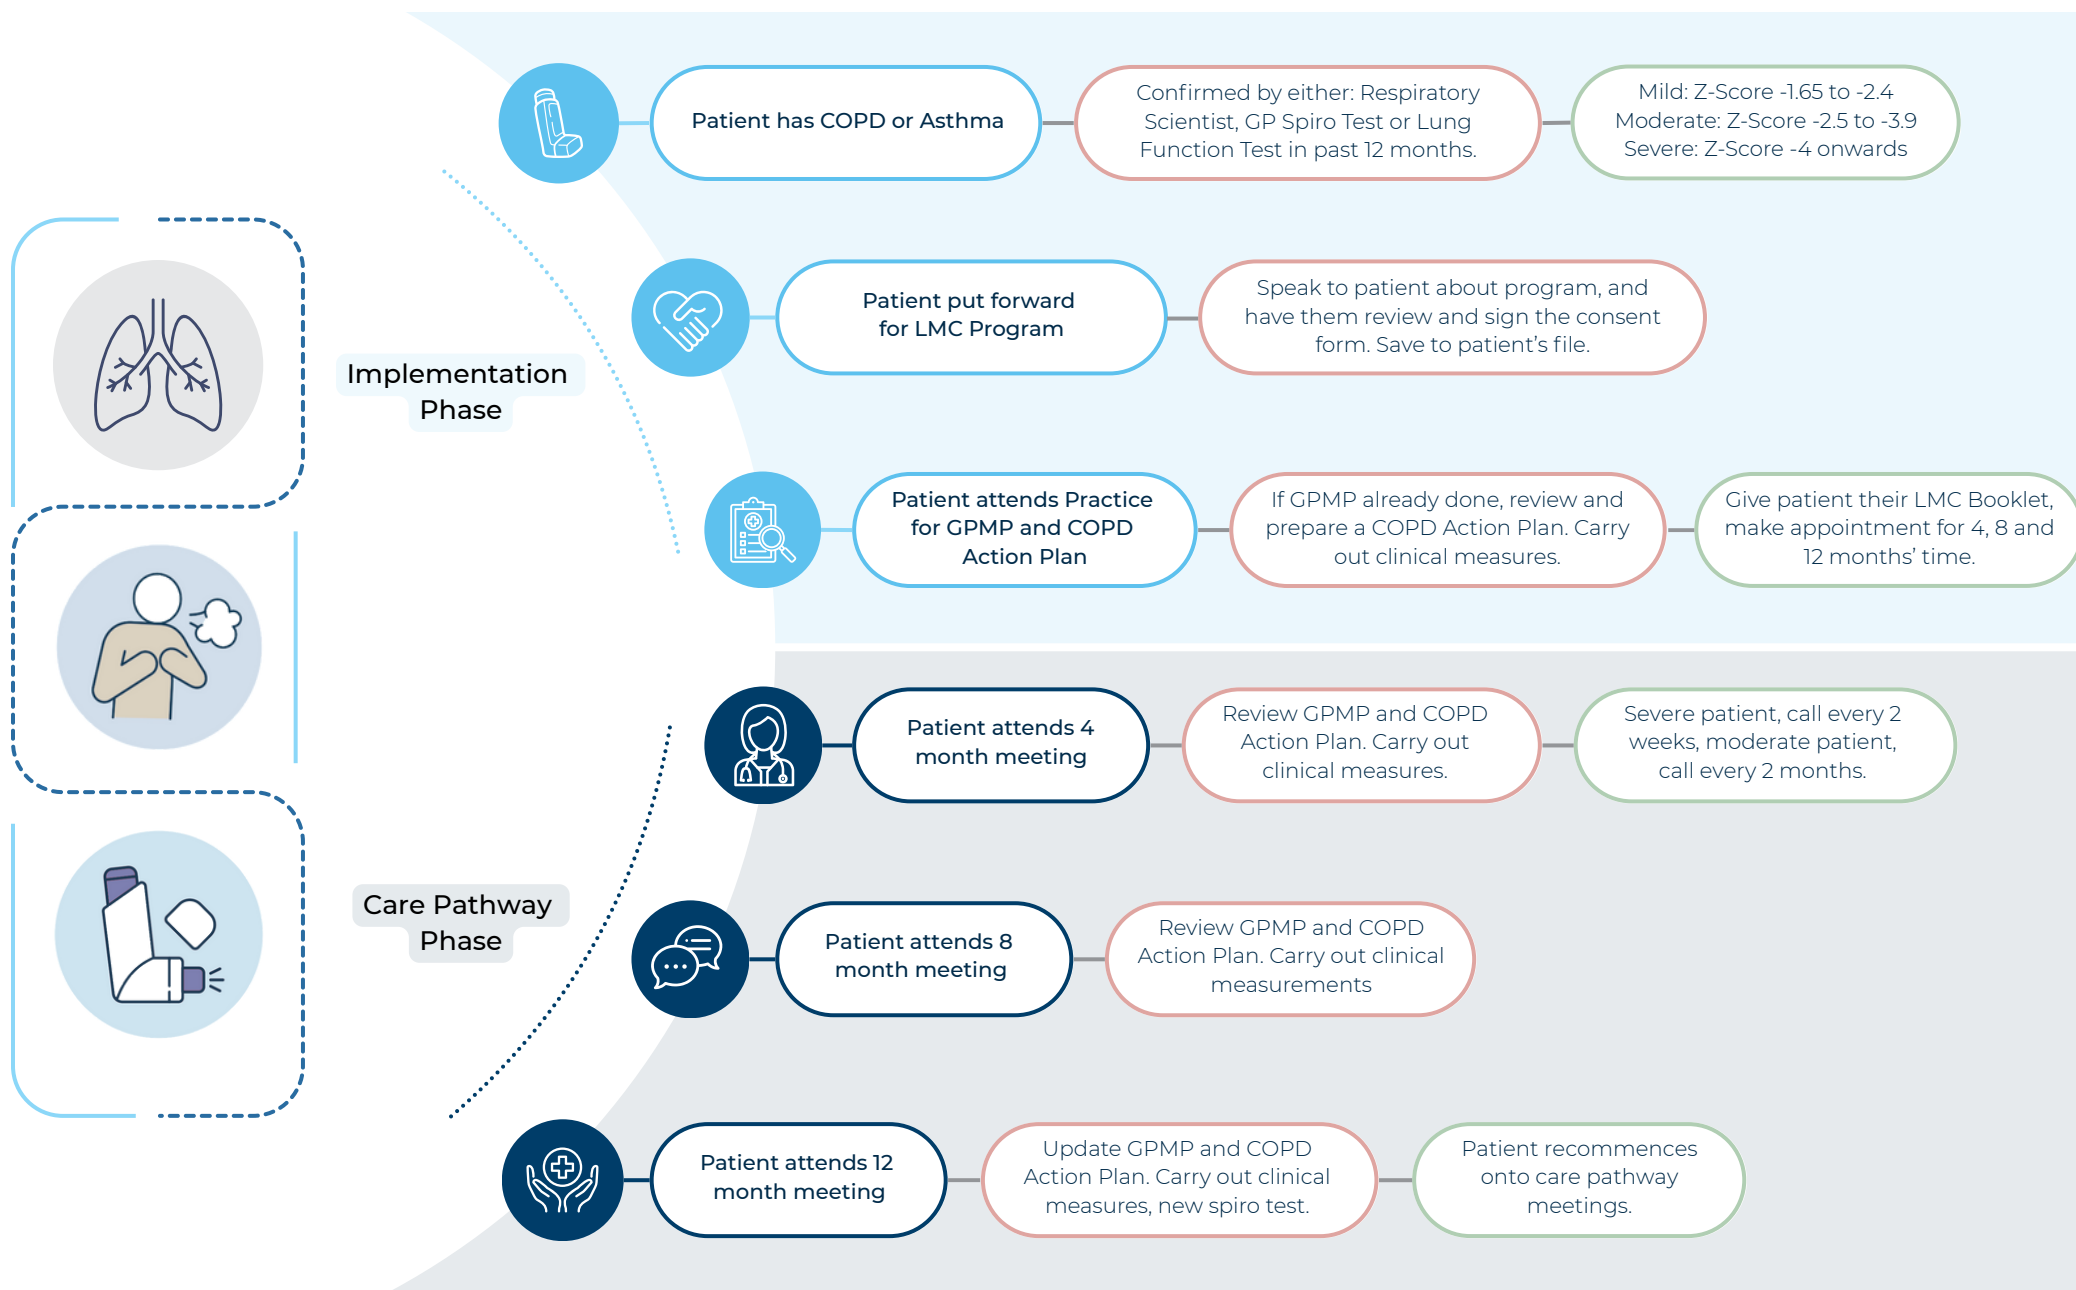 Patient has COPD or Asthma
Confirmed by either: Respiratory
Scientist, GP Spiro Test or Lung
Function Test in past 12 months.
Mild: Z-Score -1.65 to -2.4
Moderate: Z-Score -2.5 to -3.9
Severe: Z-Score -4 onwards
Implementation
Phase
Patient put forward
for LMC Program
Speak to patient about program, and
have them review and sign the consent
form. Save to patient’s file.
Patient attends Practice
for GPMP and COPD
Action Plan
If GPMP already done, review and
prepare a COPD Action Plan. Carry
out clinical measures.
Give patient their LMC Booklet,
make appointment for 4, 8 and
12 months’ time.
Care Pathway
Phase
Patient attends 4
month meeting
Review GPMP and COPD
Action Plan. Carry out
clinical measures.
Severe patient, call every 2
weeks, moderate patient,
call every 2 months.
Patient attends 8
month meeting
Review GPMP and COPD
Action Plan. Carry out clinical
measurements
Patient attends 12
month meeting
Update GPMP and COPD
Action Plan. Carry out clinical
measures, new spiro test.
Patient recommences
onto care pathway
meetings.